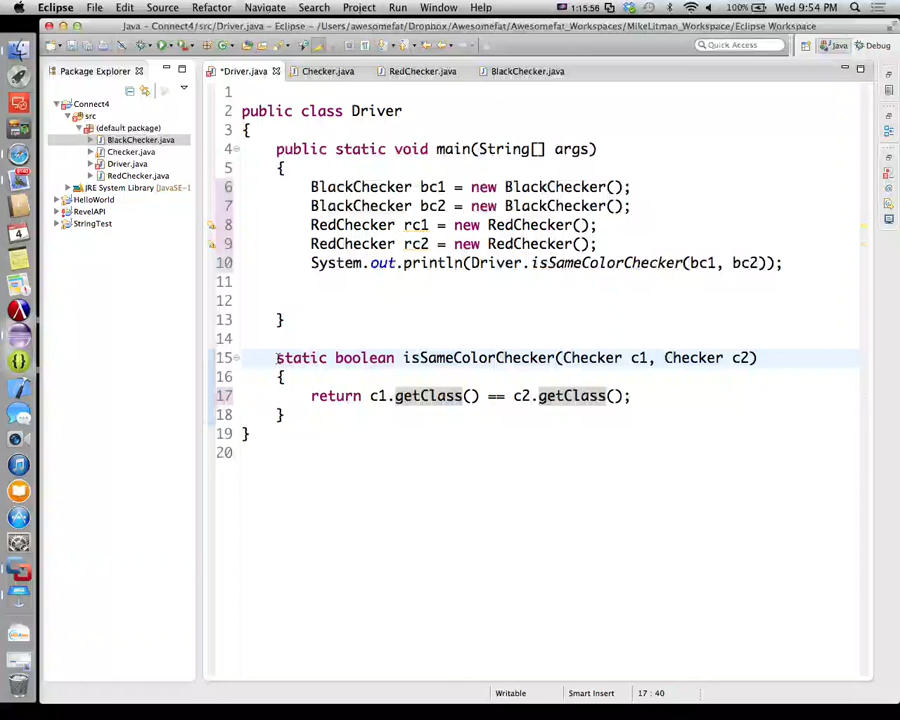 Eclipse File Edit Source Refactor Navigate Search Project Run Window Help 1:15:56 100% Wed 9:54 PM
Java - Connect4/src/Driver.java - Eclipse - /Users/awesomefat/Dropbox/Awesomefat_Workspaces/MikeLitman_Workspace/Eclipse Workspace
Quick Access Java Debug
Package Explorer
*Driver.java Checker.java RedChecker.java BlackChecker.java
Connect4
src
(default package)
BlackChecker.java
Checker.java
Driver.java
RedChecker.java
JRE System Library [JavaSE-1
HelloWorld
RevelAPI
StringTest
1
2 public class Driver
3 {
4 public static void main(String[] args)
5 {
6 BlackChecker bc1 = new BlackChecker();
7 BlackChecker bc2 = new BlackChecker();
8 RedChecker rc1 = new RedChecker();
9 RedChecker rc2 = new RedChecker();
10 System.out.println(Driver.isSameColorChecker(bc1, bc2));
11
12
13 }
14
15 static boolean isSameColorChecker(Checker c1, Checker c2)
16 {
17 return c1.getClass() == c2.getClass();
18 }
19 }
20
Writable Smart Insert 17 : 40